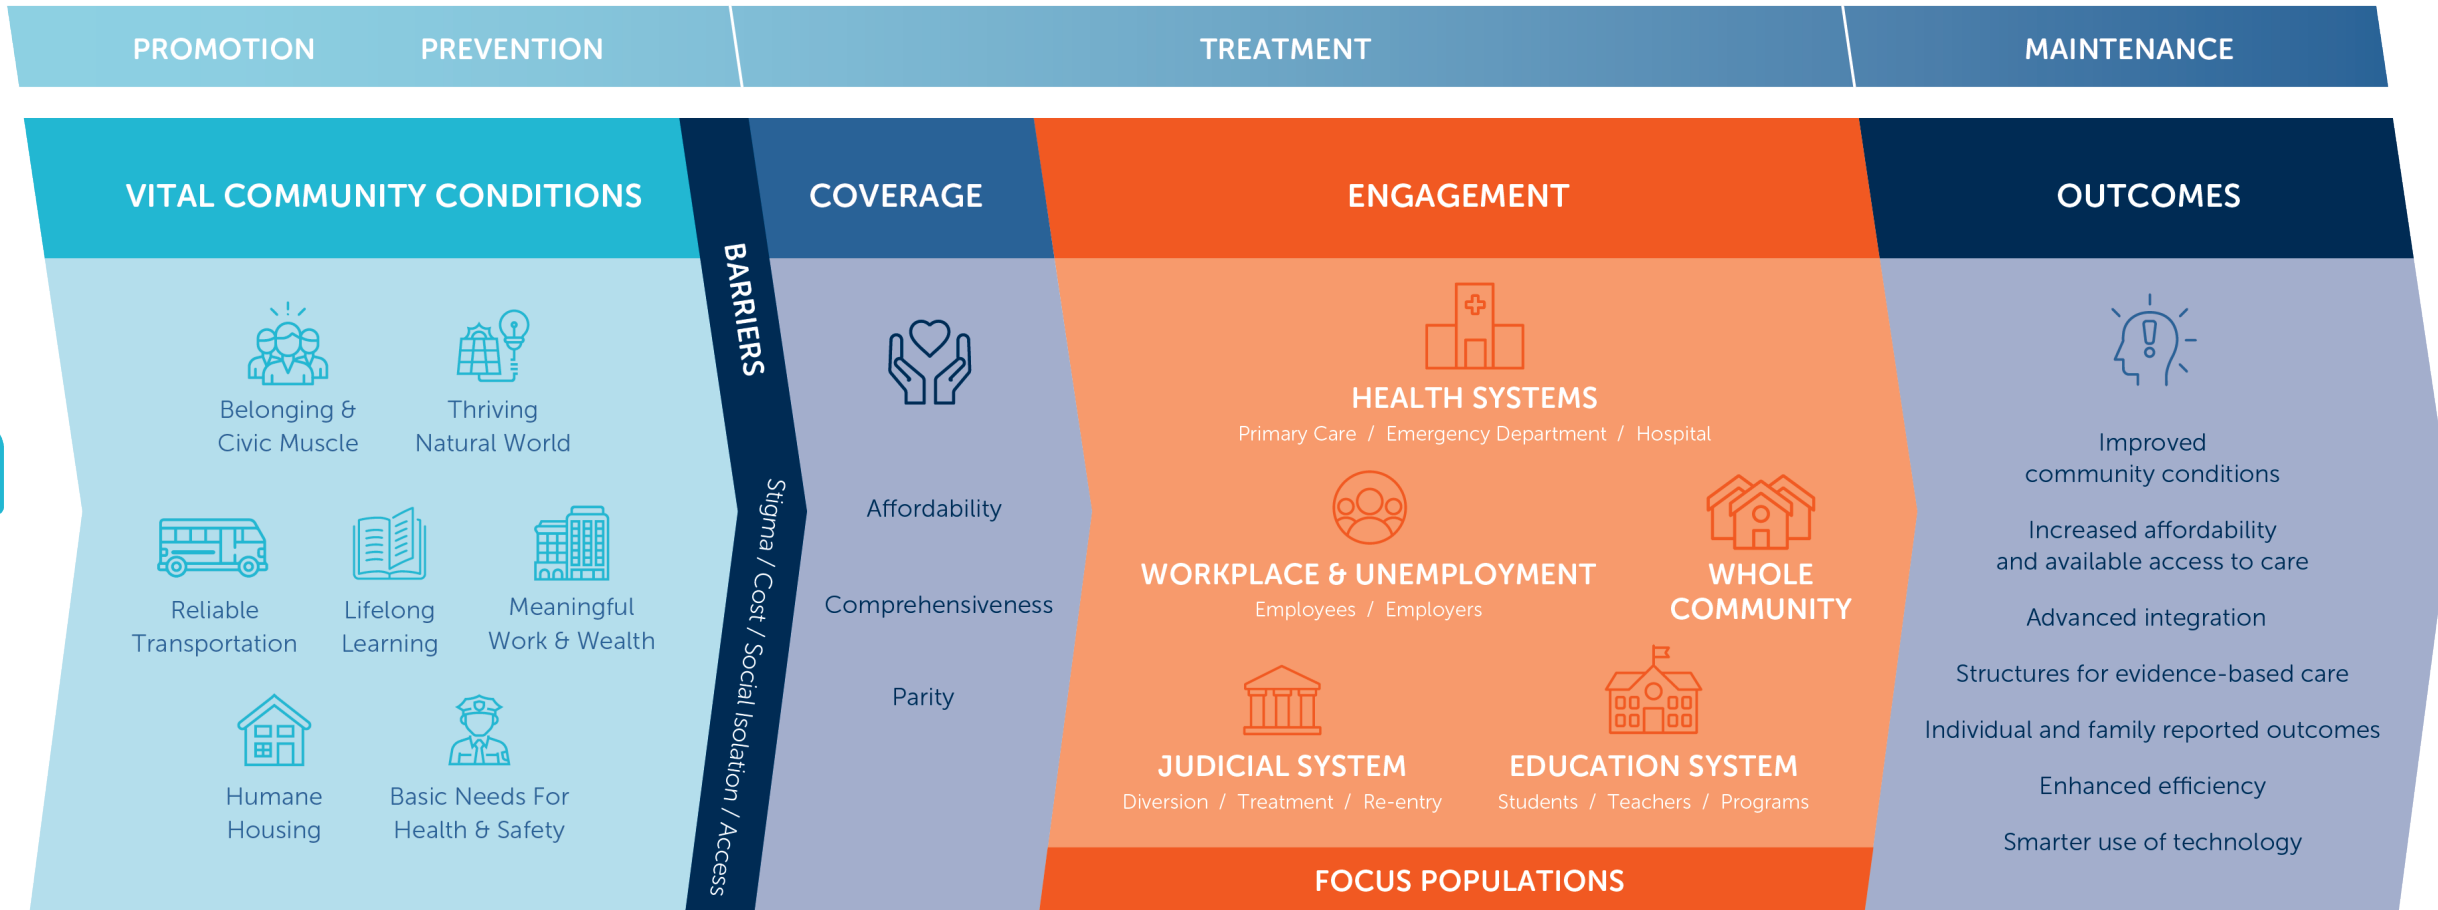 PROMOTION
PREVENTION
TREATMENT
MAINTENANCE
VITAL COMMUNITY CONDITIONS
Belonging &
Civic Muscle
Thriving
Natural World
Reliable
Transportation
Lifelong
Learning
Meaningful
Work & Wealth
Humane
Housing
Basic Needs For
Health & Safety
BARRIERS
Stigma / Cost / Social Isolation / Access
COVERAGE
Affordability
Comprehensiveness
Parity
ENGAGEMENT
HEALTH SYSTEMS
Primary Care / Emergency Department / Hospital
WORKPLACE & UNEMPLOYMENT
Employees / Employers
WHOLE
COMMUNITY
JUDICIAL SYSTEM
Diversion / Treatment / Re-entry
EDUCATION SYSTEM
Students / Teachers / Programs
FOCUS POPULATIONS
OUTCOMES
Improved
community conditions
Increased affordability
and available access to care
Advanced integration
Structures for evidence-based care
Individual and family reported outcomes
Enhanced efficiency
Smarter use of technology